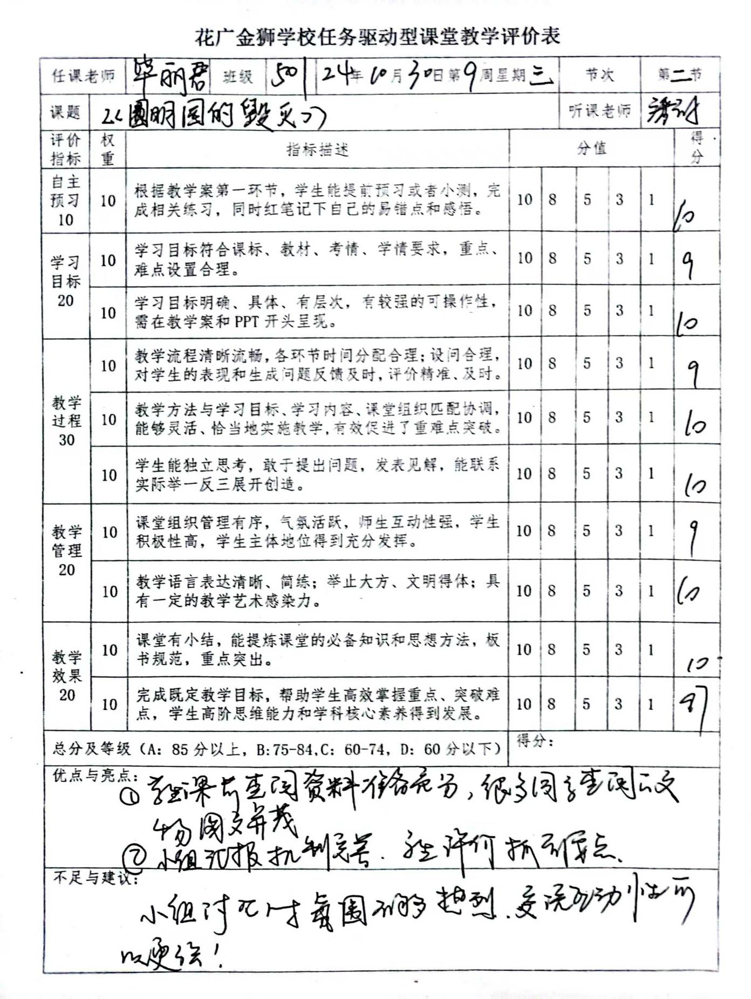 花广金狮学校任务驱动型课堂教学评价表
任课老师 毕丽君 班级 501 24年10月30日第9周星期三 节次 第二节
课题 《圆明园的毁灭》 听课老师
评价指标 权重 指标描述 分值 得分
自主预习10 10 根据教学案第一环节，学生能提前预习或者小测，完
成相关练习，同时红笔记下自己的易错点和感悟。 10 8 5 3 1 10
学习目标20 10 学习目标符合课标、教材、考情、学情要求，重点、
难点设置合理。 10 8 5 3 1 9
10 学习目标明确、具体、有层次，有较强的可操作性，
需在教学案和PPT开头呈现。 10 8 5 3 1 10
教学过程30 10 教学流程清晰流畅，各环节时间分配合理；设问合理，
对学生的表现和生成问题反馈及时，评价精准、及时。 10 8 5 3 1 9
10 教学方法与学习目标、学习内容、课堂组织匹配协调，
能够灵活、恰当地实施教学，有效促进了重难点突破。 10 8 5 3 1 10
10 学生能独立思考，敢于提出问题，发表见解，能联系
实际举一反三展开创造。 10 8 5 3 1 10
教学管理20 10 课堂组织管理有序，气氛活跃，师生互动性强，学生
积极性高，学生主体地位得到充分发挥。 10 8 5 3 1 9
10 教学语言表达清晰、简练；举止大方、文明得体；具
有一定的教学艺术感染力。 10 8 5 3 1 10
教学效果20 10 课堂有小结，能提炼课堂的必备知识和思想方法，板
书规范，重点突出。 10 8 5 3 1 10
10 完成既定教学目标，帮助学生高效掌握重点、突破难
点，学生高阶思维能力和学科核心素养得到发展。 10 8 5 3 1
总分及等级（A：85分以上，B:75-84,C：60-74，D：60分以下） 得分：
优点与亮点：
①学生课前查阅资料准备充分，很多同学查阅了文
物图文并茂
②小组汇报机制完善．学生评价抓到要点．
不足与建议：
小组讨论时氛围不够热烈．交流互动性可
以更强！